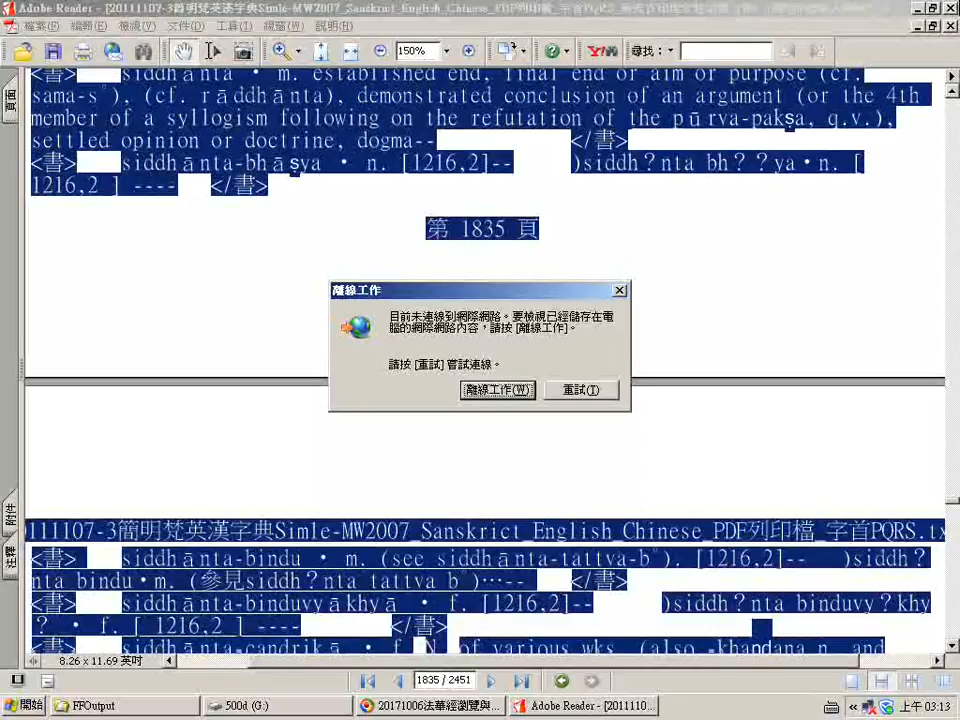 Adobe Reader - [20111107-3簡明梵英漢字典Simle-MW2007_Sanskrict_English_Chinese_PDF列印檔_字首PQRS.
檔案(F) 編輯(E) 檢視(V) 文件(D) 工具(T) 視窗(W) 說明(H)
150% Y! 尋找：
頁面
<書> siddhānta • m. established end, final end or aim or purpose (cf.
sama-s°), (cf. rāddhānta), demonstrated conclusion of an argument (or the 4th
member of a syllogism following on the refutation of the pūrva-pakṣa, q.v.),
settled opinion or doctrine, dogma-- </書>
<書> siddhānta-bhāṣya • n. [1216,2]-- )siddh?nta bh??ya•n. [
1216,2 ] ---- </書>
第 1835 頁
離線工作
目前未連線到網際網路。要檢視已經儲存在電
腦的網際網路內容，請按 [離線工作]。
請按 [重試] 嘗試連線。
離線工作(W) 重試(T)
附件
注釋
111107-3簡明梵英漢字典Simle-MW2007_Sanskrict_English_Chinese_PDF列印檔_字首PQRS.tx
<書> siddhānta-bindu • m. (see siddhānta-tattva-b°). [1216,2]-- )siddh?
nta bindu•m. (參見siddh?nta tattva b°)…-- </書>
<書> siddhānta-binduvyākhyā • f. [1216,2]-- )siddh?nta binduvy?khy
? • f. [ 1216,2 ] ---- </書>
<書> siddhānta-candrikā • f. N. of various wks. (also -khaṇḍana n. and
8.26 x 11.69 英吋
1835 / 2451
開始 FFOutput 500d (G:) 20171006法華經瀏覽與... Adobe Reader - [2011110... 上午 03:13